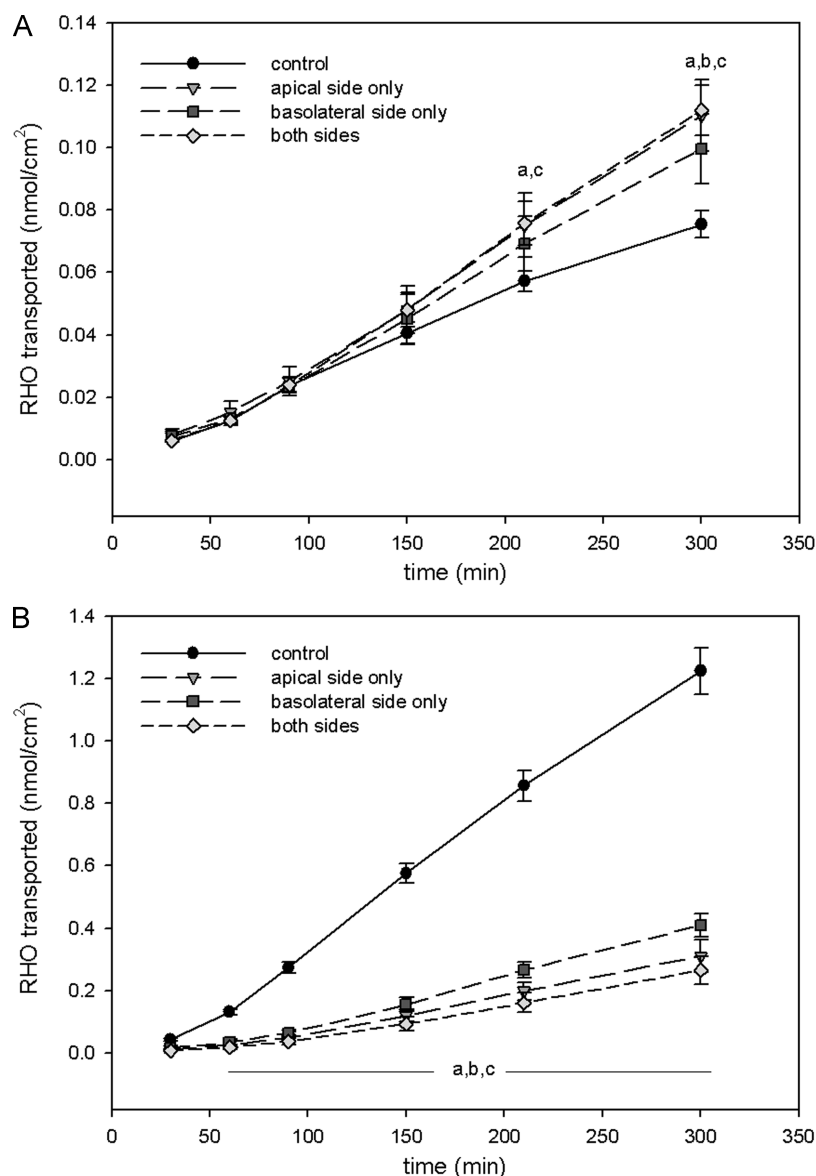 A
0.14
0.12
0.10
0.08
0.06
0.04
0.02
0.00
RHO transported (nmol/cm²)
control
apical side only
basolateral side only
both sides
a,c
a,b,c
0 50 100 150 200 250 300 350
time (min)
B
1.4
1.2
1.0
0.8
0.6
0.4
0.2
0.0
RHO transported (nmol/cm²)
control
apical side only
basolateral side only
both sides
a,b,c
0 50 100 150 200 250 300 350
time (min)